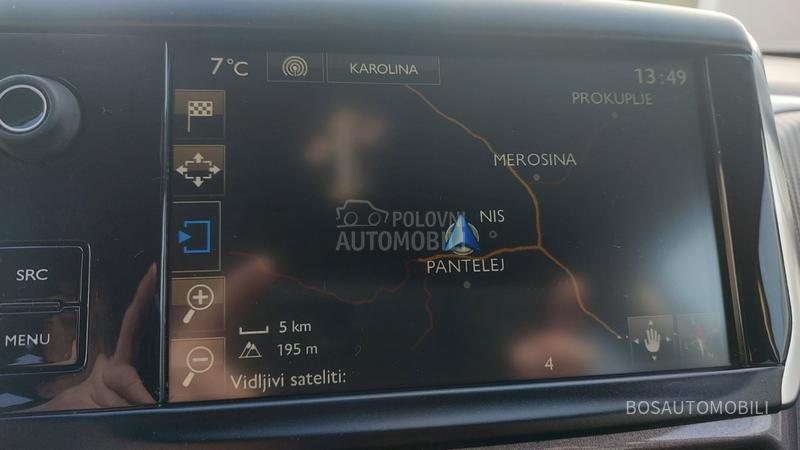 7°C
KAROLINA
13:49
PROKUPLJE
MEROSINA
POLOVNI
AUTOMOBILI
NIS
PANTELEJ
SRC
MENU
5 km
195 m
Vidljivi sateliti: 4
BOSAUTOMOBILI